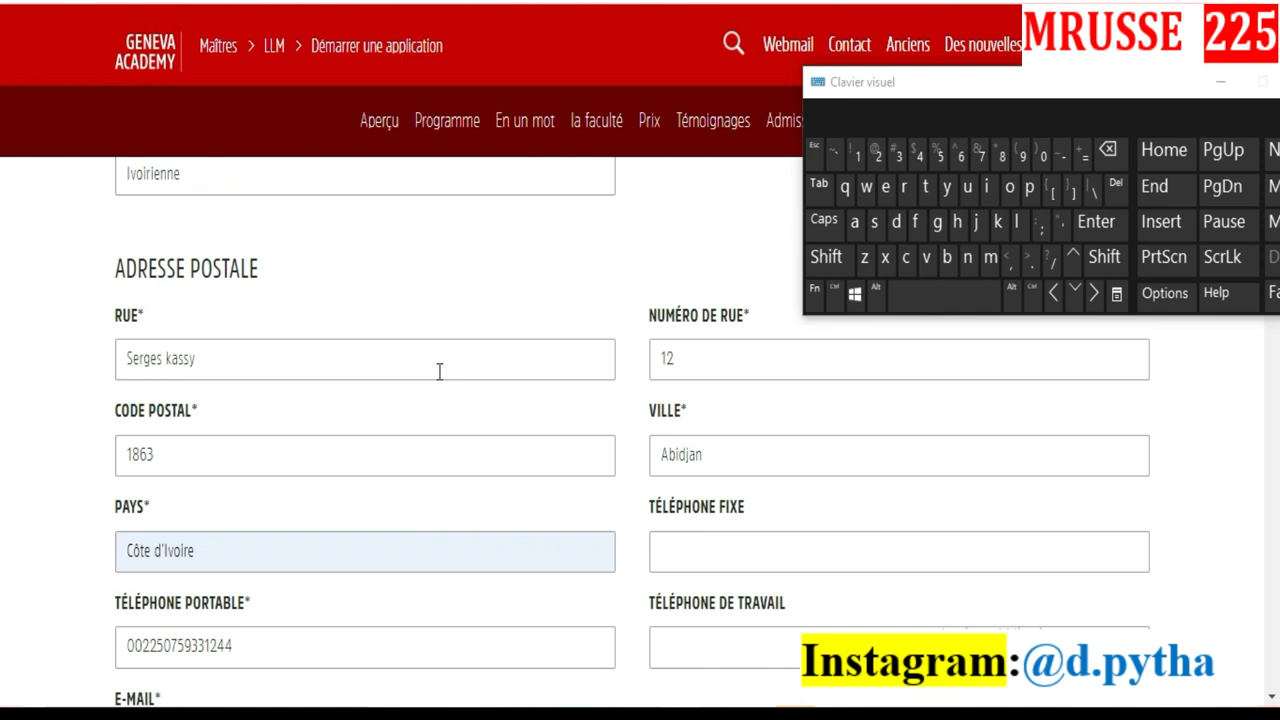 GENEVA
ACADEMY
Maîtres > LLM > Démarrer une application
Webmail Contact Anciens Des nouvelles
MRUSSE 225
Clavier visuel
Aperçu Programme En un mot la faculté Prix Témoignages
Esc ~ ` ! 1 @ 2 # 3 $ 4 % 5 ^ 6 & 7 * 8 ( 9 ) 0 _ - + = Home PgUp
Tab q w e r t y u i o p { [ } ] | \ Del End PgDn
Caps a s d f g h j k l : ; " ' Enter Insert Pause
Shift z x c v b n m < , > . ? / ^ Shift PrtScn ScrLk
Fn Ctrl Alt Alt Ctrl < > Options Help
Ivoirienne
ADRESSE POSTALE
RUE* NUMÉRO DE RUE*
Serges kassy 12
CODE POSTAL* VILLE*
1863 Abidjan
PAYS* TÉLÉPHONE FIXE
Côte d'Ivoire
TÉLÉPHONE PORTABLE* TÉLÉPHONE DE TRAVAIL
002250759331244
Instagram:@d.pytha
E-MAIL*